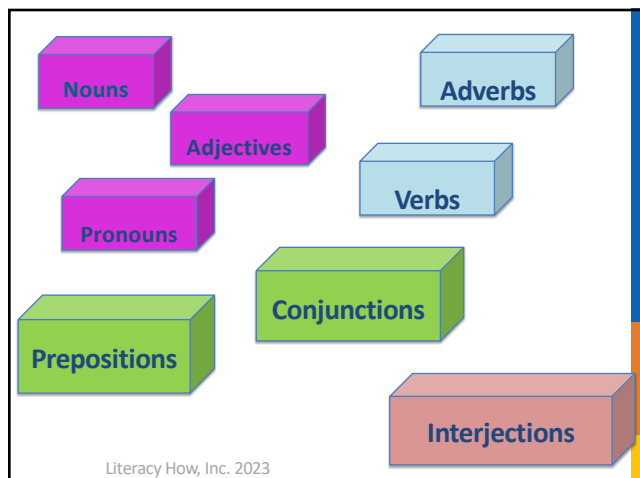 Nouns
Adverbs
Adjectives
Verbs
Pronouns
Conjunctions
Prepositions
Interjections
Literacy How, Inc. 2023